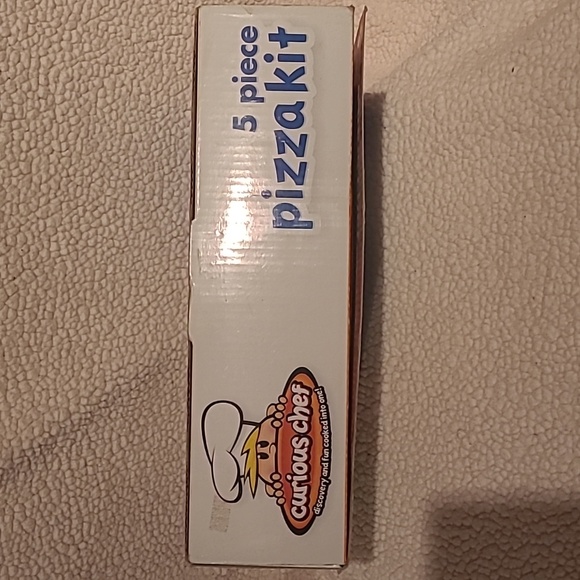 5 piece
pizza kit
curious chef
discovery and fun cooked into one!